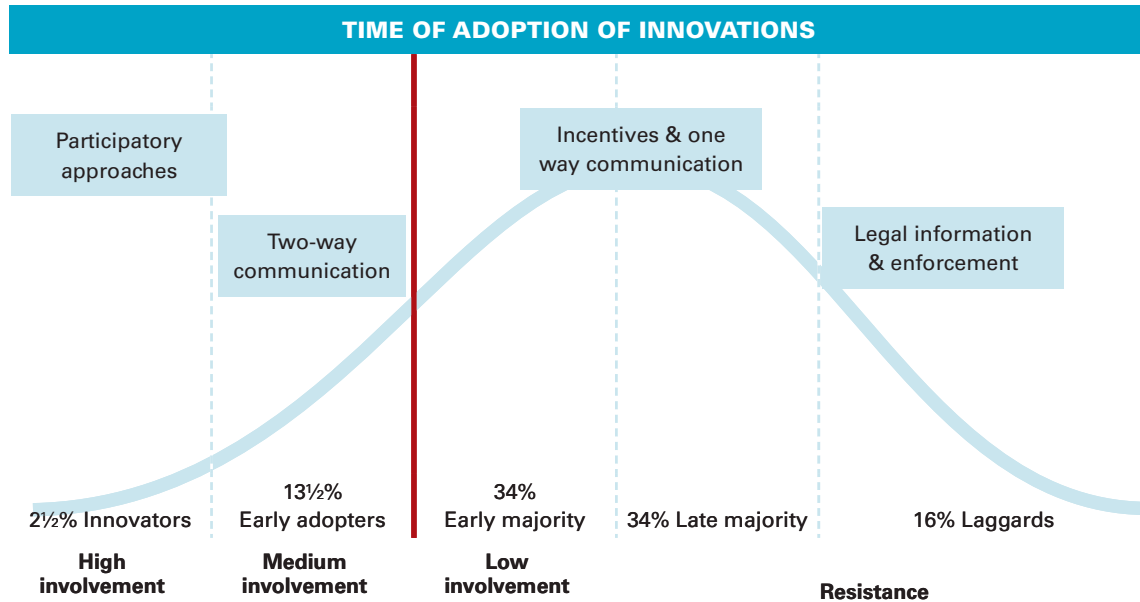 TIME OF ADOPTION OF INNOVATIONS
Participatory
approaches
Two-way
communication
Incentives & one
way communication
Legal information
& enforcement
2½% Innovators
13½%
Early adopters
34%
Early majority
34% Late majority
16% Laggards
High
involvement
Medium
involvement
Low
involvement
Resistance